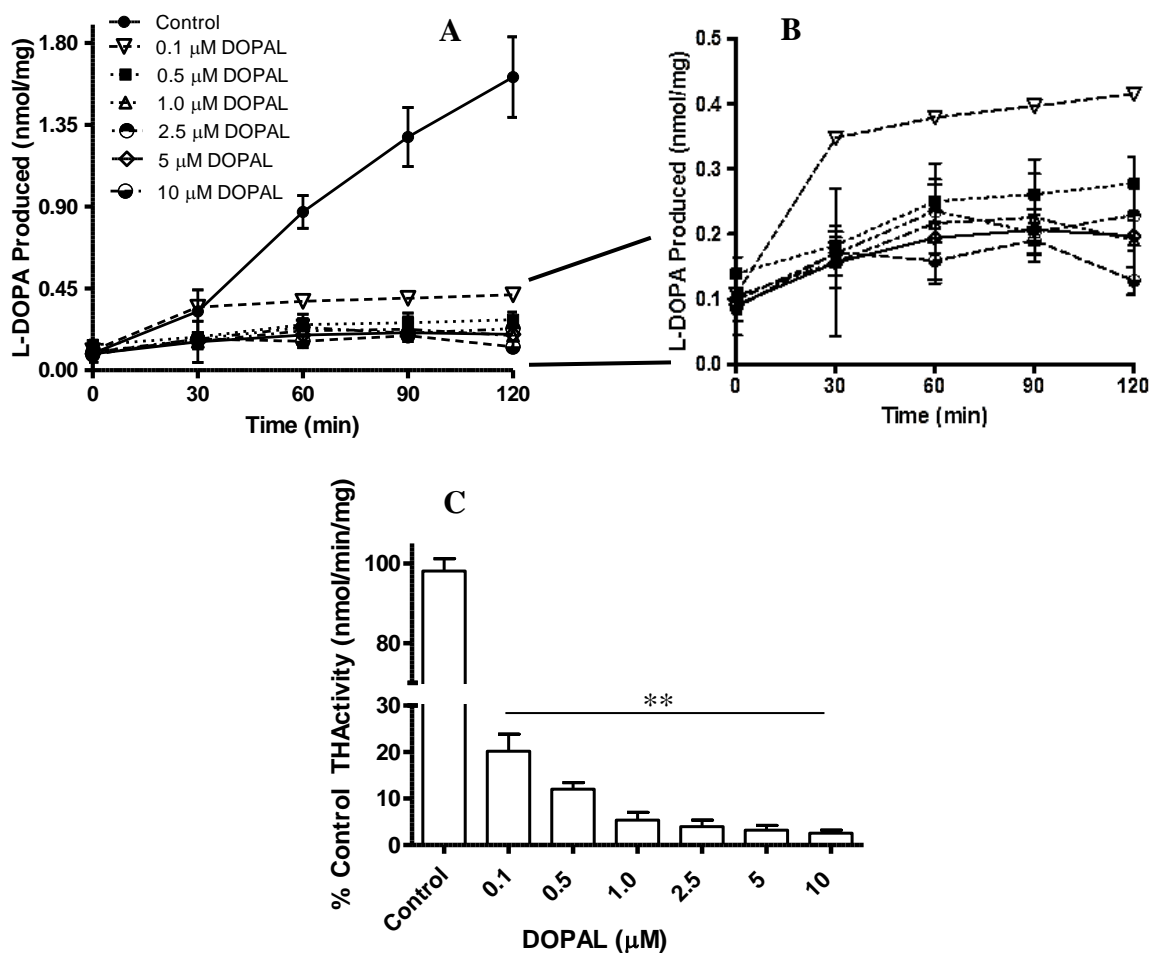 A
Control
0.1 μM DOPAL
0.5 μM DOPAL
1.0 μM DOPAL
2.5 μM DOPAL
5 μM DOPAL
10 μM DOPAL
L-DOPA Produced (nmol/mg)
1.80
1.35
0.90
0.45
0.00
0 30 60 90 120
Time (min)
B
L-DOPA Produced (nmol/mg)
0.5
0.4
0.3
0.2
0.1
0.0
0 30 60 90 120
Time (min)
C
% Control THActivity (nmol/min/mg)
100
80
30
20
10
0
**
Control 0.1 0.5 1.0 2.5 5 10
DOPAL (μM)